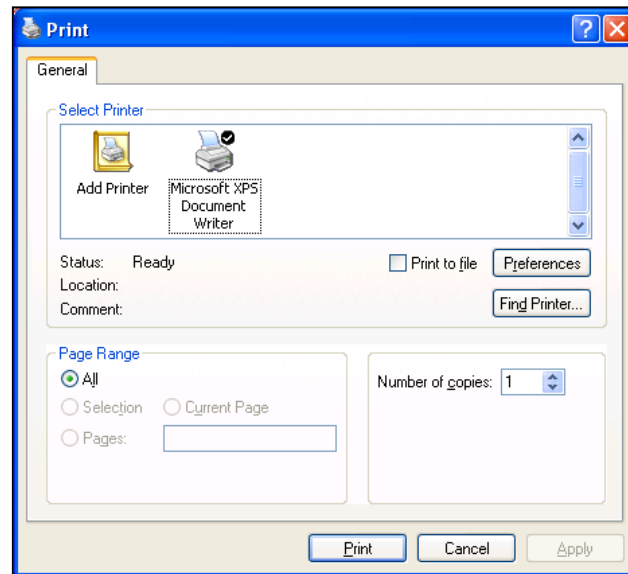 Print
General
Select Printer
Add Printer
Microsoft XPS
Document
Writer
Status: Ready
Print to file
Preferences
Location:
Comment:
Find Printer...
Page Range
All
Selection
Current Page
Pages:
Number of copies: 1
Print
Cancel
Apply